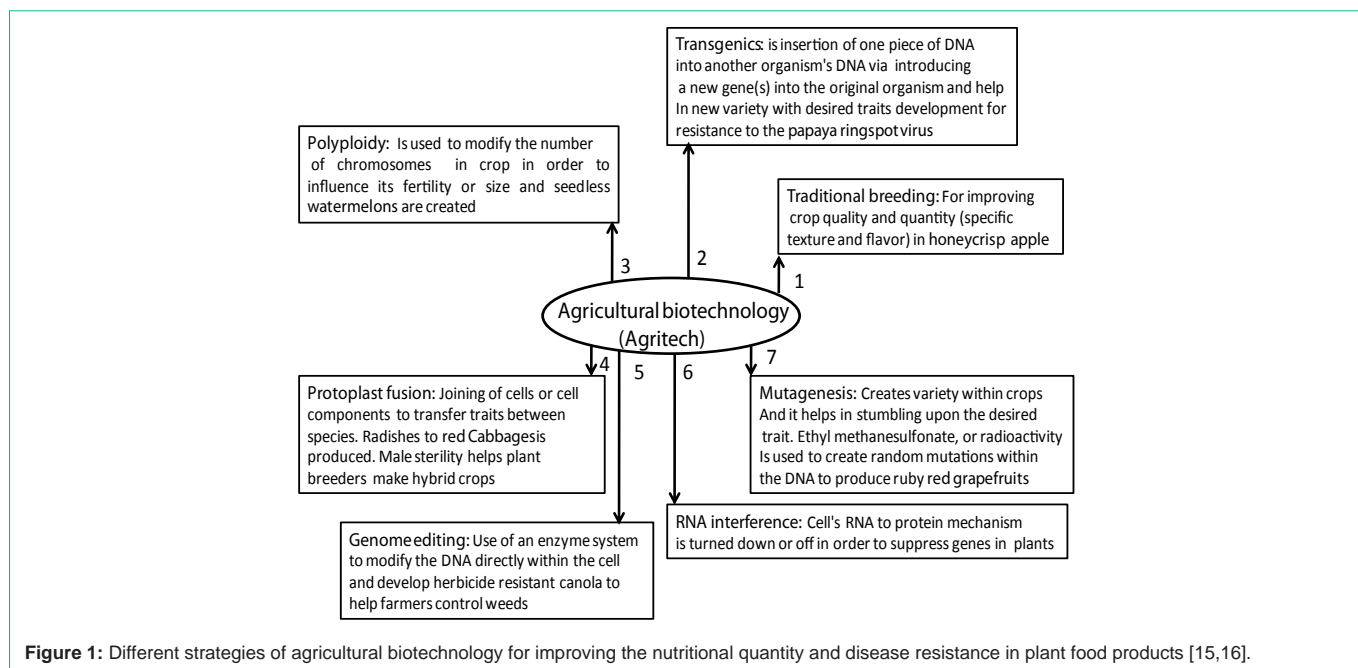 Transgenics: is insertion of one piece of DNA
into another organism's DNA via introducing
a new gene(s) into the original organism and help
In new variety with desired traits development for
resistance to the papaya ringspot virus
Polyploidy: Is used to modify the number
of chromosomes in crop in order to
influence its fertility or size and seedless
watermelons are created
Traditional breeding: For improving
crop quality and quantity (specific
texture and flavor) in honeycrisp apple
3
2
1
Agricultural biotechnology
(Agritech)
4
5
6
7
Protoplast fusion: Joining of cells or cell
components to transfer traits between
species. Radishes to red Cabbagesis
produced. Male sterility helps plant
breeders make hybrid crops
Mutagenesis: Creates variety within crops
And it helps in stumbling upon the desired
trait. Ethyl methanesulfonate, or radioactivity
Is used to create random mutations within
the DNA to produce ruby red grapefruits
Genome editing: Use of an enzyme system
to modify the DNA directly within the cell
and develop herbicide resistant canola to
help farmers control weeds
RNA interference: Cell's RNA to protein mechanism
is turned down or off in order to suppress genes in plants
Figure 1: Different strategies of agricultural biotechnology for improving the nutritional quantity and disease resistance in plant food products [15,16].